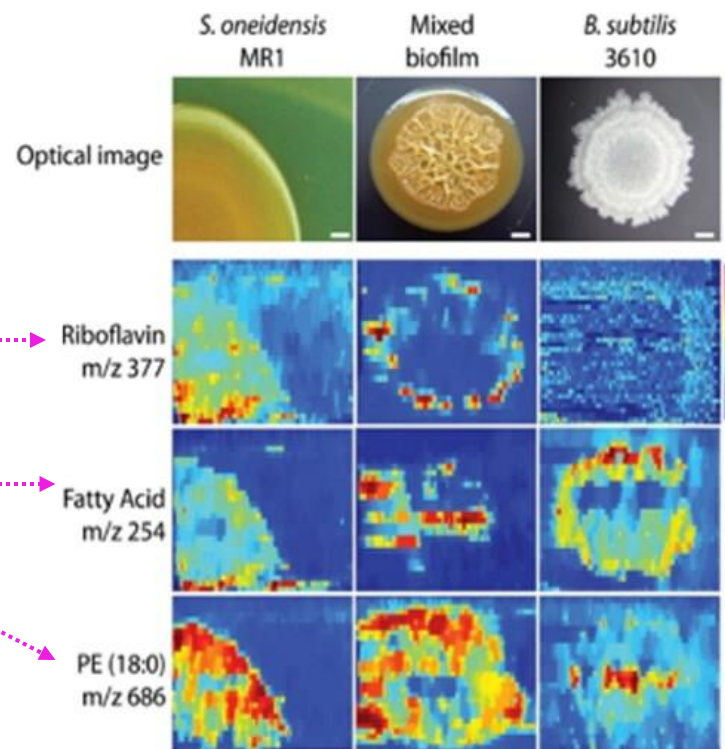 S. oneidensis MR1
Mixed biofilm
B. subtilis 3610
Optical image
Riboflavin
m/z 377
Fatty Acid
m/z 254
PE (18:0)
m/z 686